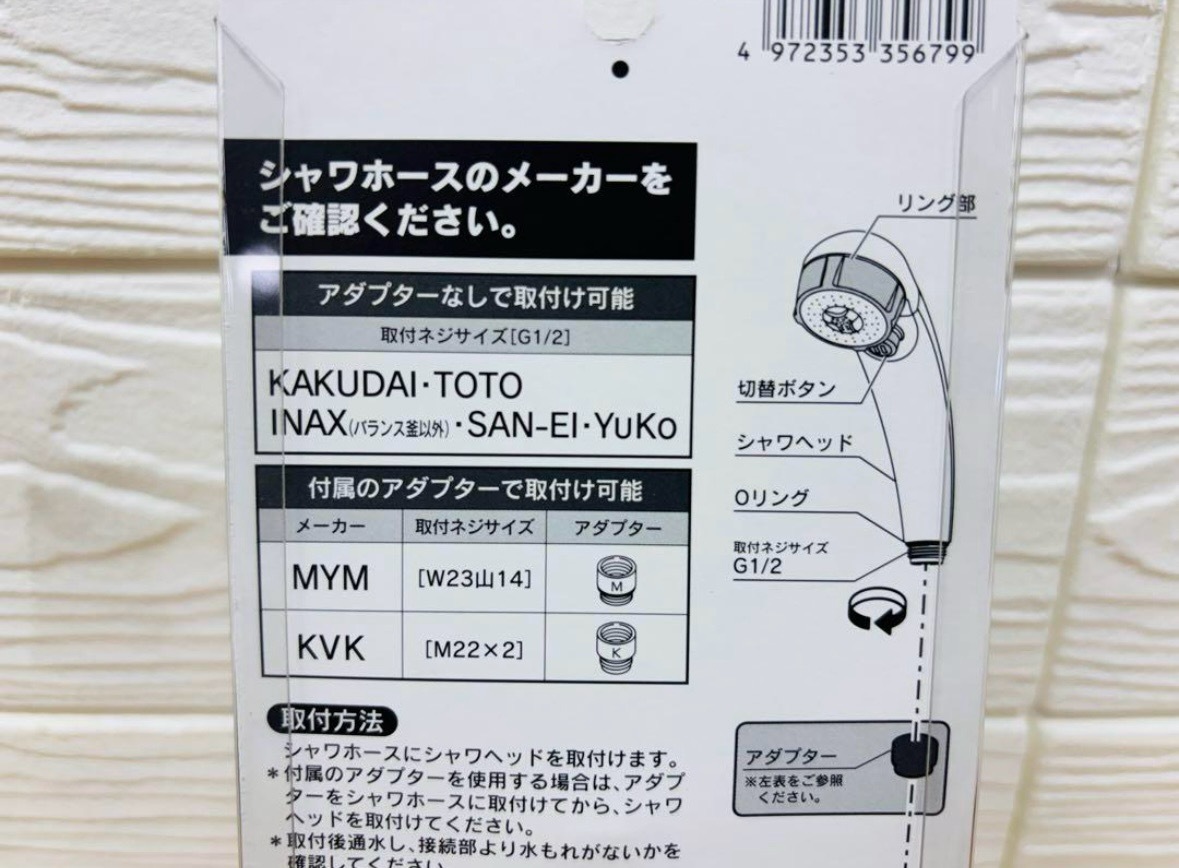 4 972353 356799
シャワホースのメーカーを
ご確認ください。
アダプターなしで取付け可能
取付ネジサイズ[G1/2]
KAKUDAI・TOTO
INAX(バランス釜以外)・SAN-EI・YuKo
付属のアダプターで取付け可能
メーカー 取付ネジサイズ アダプター
MYM [W23山14] M
KVK [M22×2] K
取付方法
シャワホースにシャワヘッドを取付けます。
*付属のアダプターを使用する場合は、アダプ
ターをシャワホースに取付けてから、シャワ
ヘッドを取付けてください。
*取付後通水し、接続部より水もれがないかを
確認してください。
リング部
切替ボタン
シャワヘッド
Oリング
取付ネジサイズ
G1/2
アダプター
※左表をご参照
ください。